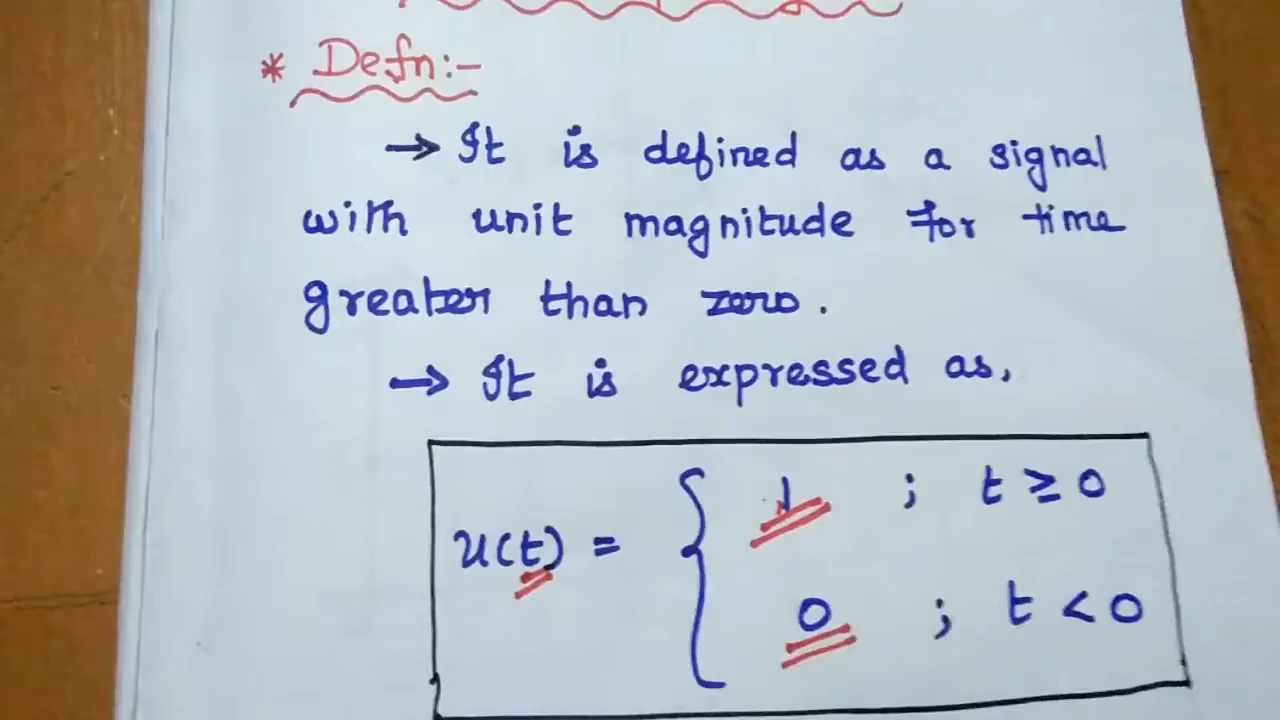 * Defn:-
→ It is defined as a signal
with unit magnitude for time
greater than zero.
→ It is expressed as,
u(t) = { 1 ; t ≥ 0
0 ; t < 0